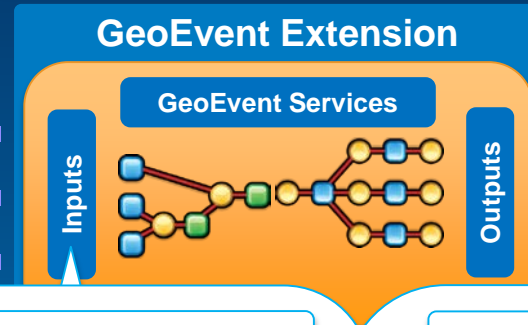 GeoEvent Extension
GeoEvent Services
Inputs
Outputs